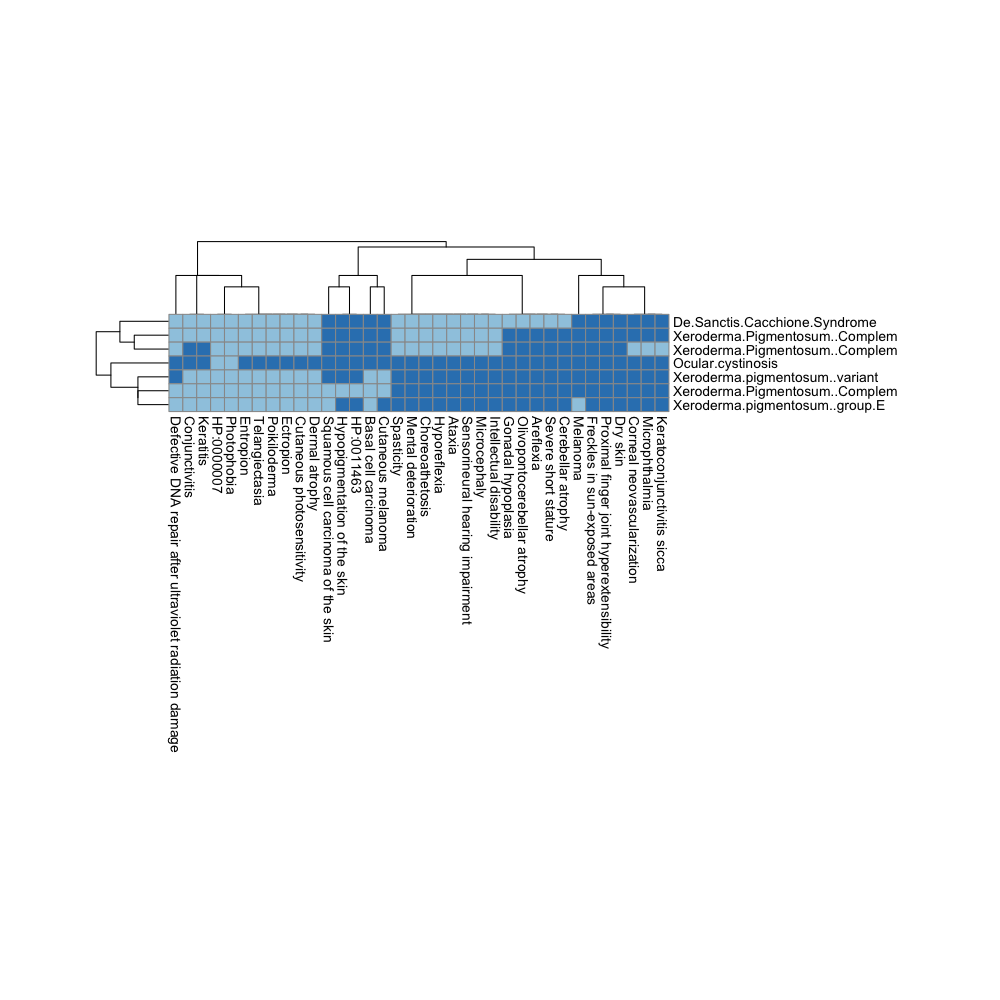 De.Sanctis.Cacchione.Syndrome
Xeroderma.Pigmentosum..Complem
Xeroderma.Pigmentosum..Complem
Ocular.cystinosis
Xeroderma.pigmentosum..variant
Xeroderma.Pigmentosum..Complem
Xeroderma.pigmentosum..group.E
Defective DNA repair after ultraviolet radiation damage
Conjunctivitis
Keratitis
HP:0000007
Photophobia
Entropion
Telangiectasia
Poikiloderma
Ectropion
Cutaneous photosensitivity
Dermal atrophy
Squamous cell carcinoma of the skin
Hypopigmentation of the skin
HP:0011463
Basal cell carcinoma
Cutaneous melanoma
Spasticity
Mental deterioration
Choreoathetosis
Hyporeflexia
Ataxia
Sensorineural hearing impairment
Microcephaly
Intellectual disability
Gonadal hypoplasia
Olivopontocerebellar atrophy
Areflexia
Severe short stature
Cerebellar atrophy
Melanoma
Freckles in sun-exposed areas
Proximal finger joint hyperextensibility
Dry skin
Corneal neovascularization
Microphthalmia
Keratoconjunctivitis sicca